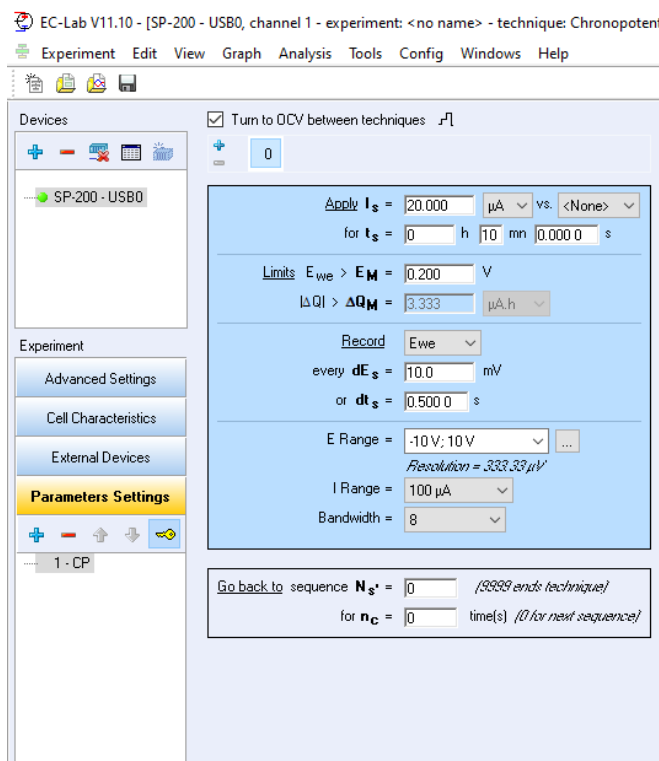 EC-Lab V11.10 - [SP-200 - USB0, channel 1 - experiment: <no name> - technique: Chronopotent
Experiment Edit View Graph Analysis Tools Config Windows Help
Devices
SP-200 - USB0
Experiment
Advanced Settings
Cell Characteristics
External Devices
Parameters Settings
1 - CP
Turn to OCV between techniques
0
Apply Is = 20.000 µA vs. <None>
for ts = 0 h 10 mn 0.000 0 s
Limits Ewe > EM = 0.200 V
|ΔQ| > ΔQM = 3.333 µA.h
Record Ewe
every dEs = 10.0 mV
or dts = 0.500 0 s
E Range = -10 V; 10 V ...
Resolution = 333.33 µV
I Range = 100 µA
Bandwidth = 8
Go back to sequence Ns' = 0 (9999 ends technique)
for nc = 0 time(s) (0 for next sequence)